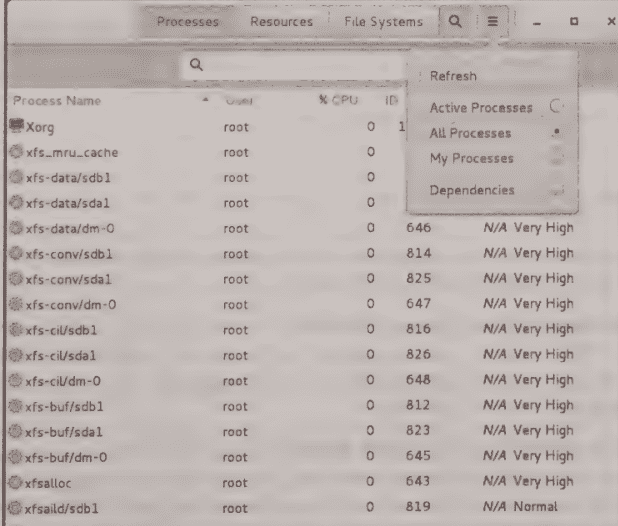 Processes Resources File Systems
Refresh
Active Processes
All Processes
My Processes
Dependencies
Process Name User % CPU ID
Xorg root 0 1
xfs_mru_cache root 0
xfs-data/sdb1 root 0
xfs-data/sda1 root 0
xfs-data/dm-0 root 0 646 N/A Very High
xfs-conv/sdb1 root 0 814 N/A Very High
xfs-conv/sda1 root 0 825 N/A Very High
xfs-conv/dm-0 root 0 647 N/A Very High
xfs-cil/sdb1 root 0 816 N/A Very High
xfs-cil/sda1 root 0 826 N/A Very High
xfs-cil/dm-0 root 0 648 N/A Very High
xfs-buf/sdb1 root 0 812 N/A Very High
xfs-buf/sda1 root 0 823 N/A Very High
xfs-buf/dm-0 root 0 645 N/A Very High
xfsalloc root 0 643 N/A Very High
xfsaild/sdb1 root 0 819 N/A Normal